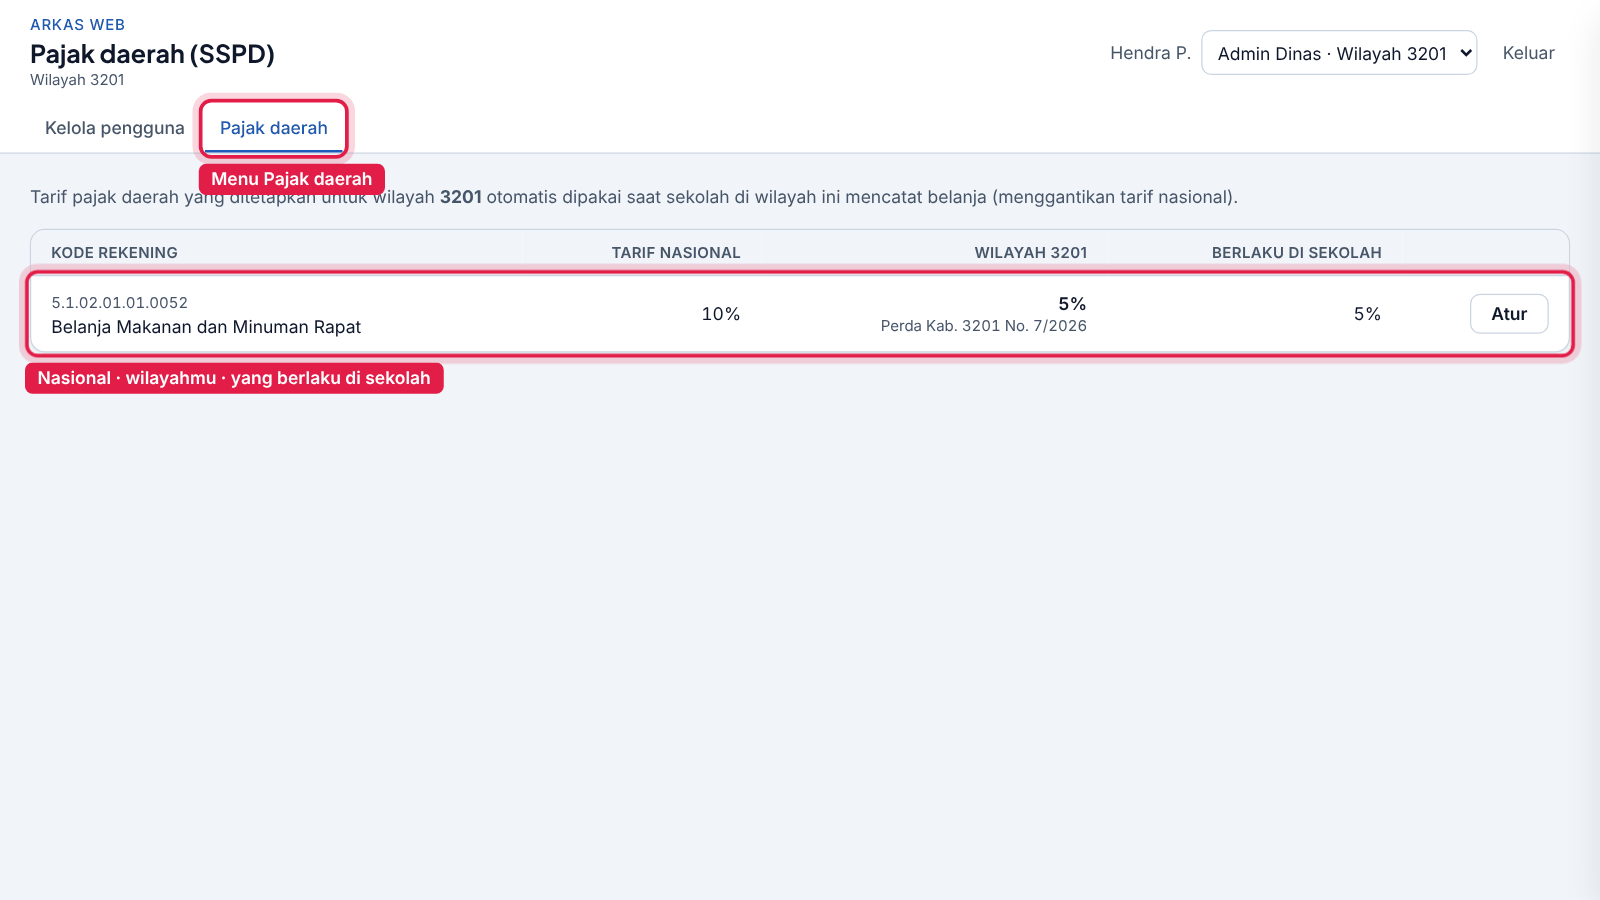 ARKAS WEB
Pajak daerah (SSPD)
Wilayah 3201
Hendra P.
Admin Dinas · Wilayah 3201
Keluar
Kelola pengguna
Pajak daerah
Menu Pajak daerah
Tarif pajak daerah yang ditetapkan untuk wilayah 3201 otomatis dipakai saat sekolah di wilayah ini mencatat belanja (menggantikan tarif nasional).
KODE REKENING TARIF NASIONAL WILAYAH 3201 BERLAKU DI SEKOLAH
5.1.02.01.01.0052
Belanja Makanan dan Minuman Rapat
10%
5%
Perda Kab. 3201 No. 7/2026
5%
Atur
Nasional · wilayahmu · yang berlaku di sekolah